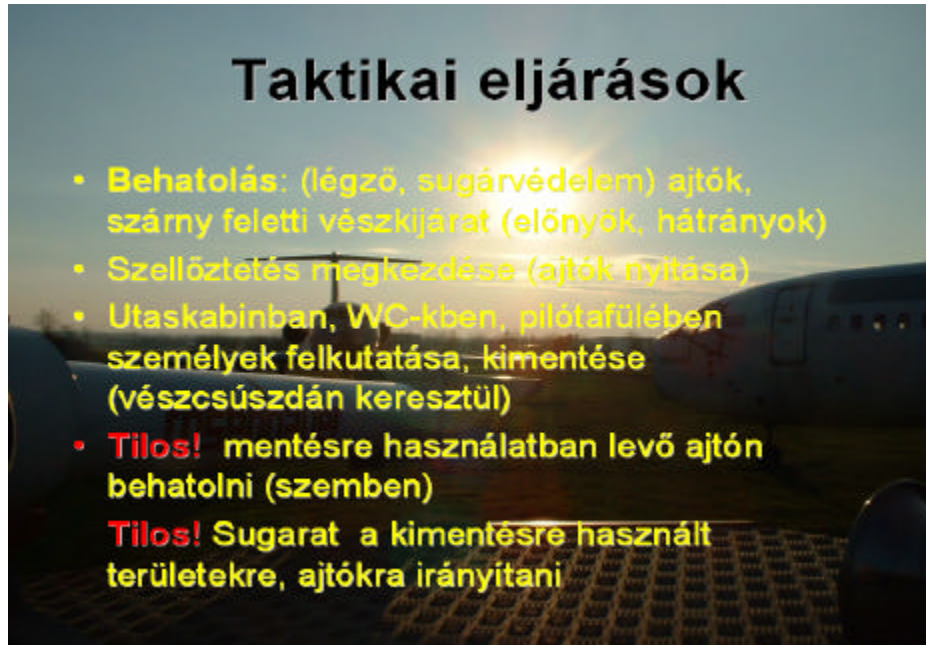 Taktikai eljárások
• Behatolás: (légző, sugárvédelem) ajtók,
szárny feletti vészkijárat (előnyök, hátrányok)
• Szellőztetés megkezdése (ajtók nyitása)
• Utaskabinban, WC-kben, pilótafülében
személyek felkutatása, kimentése
(vészcsúszdán keresztül)
• Tilos! mentésre használatban levő ajtón
behatolni (szemben)
Tilos! Sugarat a kimentésre használt
területekre, ajtókra irányítani